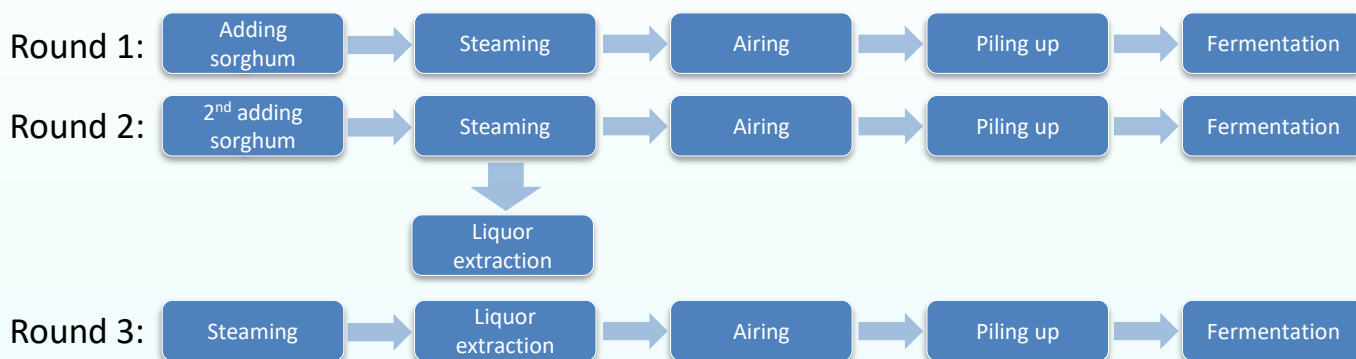 Round 1:
Adding
sorghum
Steaming
Airing
Piling up
Fermentation
Round 2:
2nd adding
sorghum
Steaming
Airing
Piling up
Fermentation
Liquor
extraction
Round 3:
Steaming
Liquor
extraction
Airing
Piling up
Fermentation